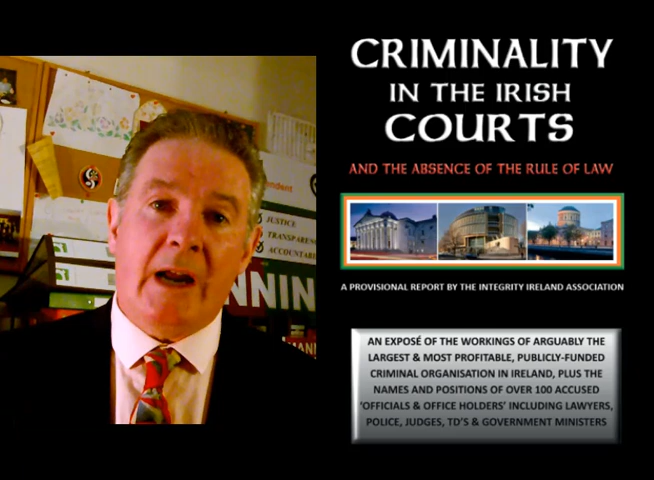 JUSTICE
CRIMINALITY
IN THE IRISH
COURTS
AND THE ABSENCE OF THE RULE OF LAW
A PROVISIONAL REPORT BY THE INTEGRITY IRELAND ASSOCIATION
AN EXPOSÉ OF THE WORKINGS OF ARGUABLY THE
LARGEST & MOST PROFITABLE, PUBLICLY-FUNDED
CRIMINAL ORGANISATION IN IRELAND, PLUS THE
NAMES AND POSITIONS OF OVER 100 ACCUSED
'OFFICIALS & OFFICE HOLDERS' INCLUDING LAWYERS,
POLICE, JUDGES, TD'S & GOVERNMENT MINISTERS